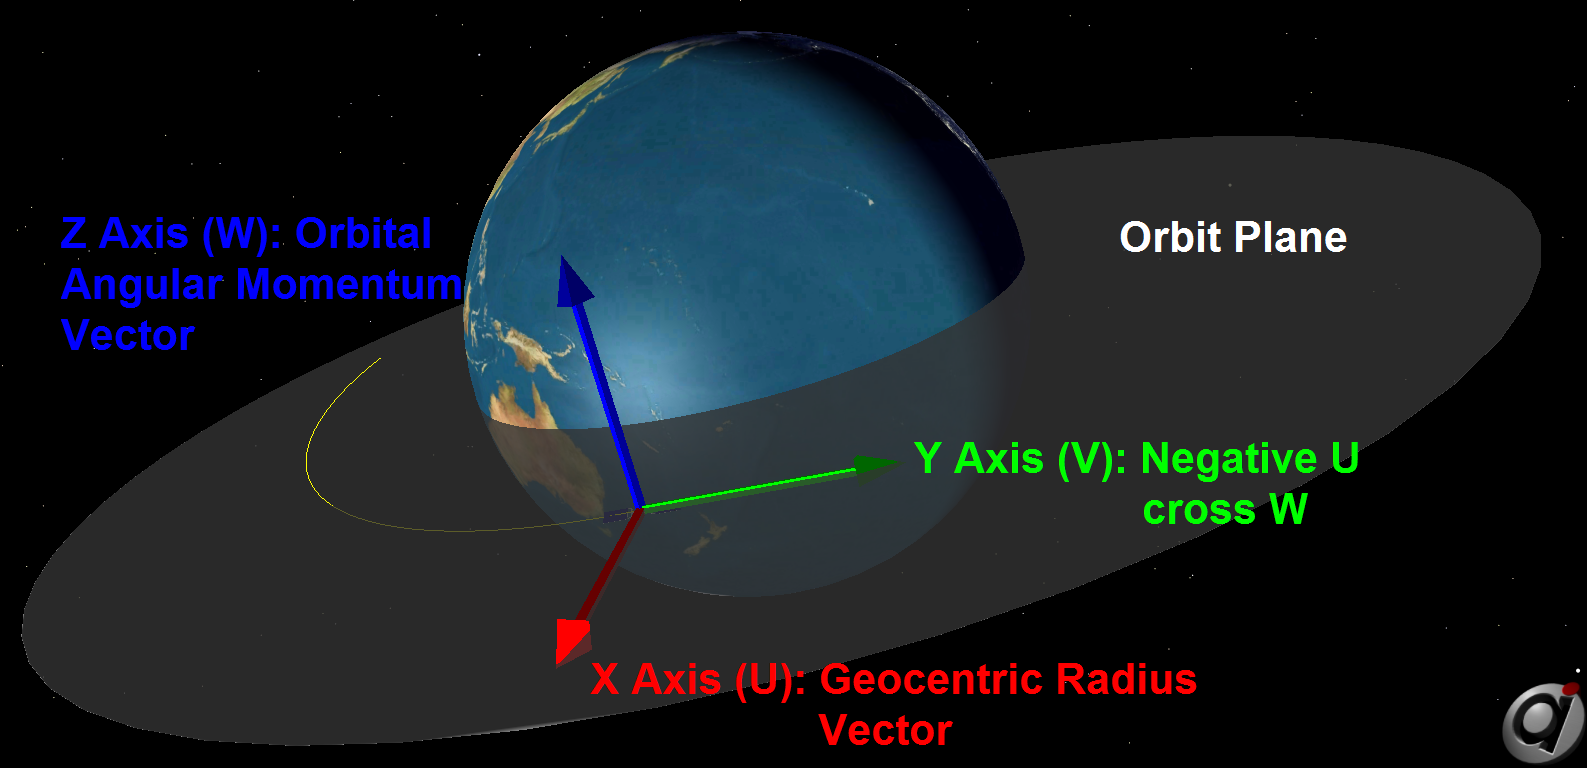 Z Axis (W): Orbital
Angular Momentum
Vector
Orbit Plane
Y Axis (V): Negative U
cross W
X Axis (U): Geocentric Radius
Vector